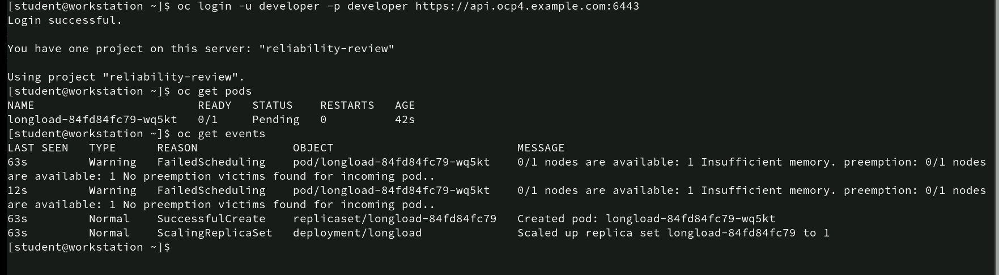 [student@workstation ~]$ oc login -u developer -p developer https://api.ocp4.example.com:6443
Login successful.
You have one project on this server: "reliability-review"
Using project "reliability-review".
[student@workstation ~]$ oc get pods
NAME                        READY   STATUS    RESTARTS   AGE
longload-84fd84fc79-wq5kt   0/1     Pending   0          42s
[student@workstation ~]$ oc get events
LAST SEEN   TYPE      REASON              OBJECT                           MESSAGE
63s         Warning   FailedScheduling    pod/longload-84fd84fc79-wq5kt    0/1 nodes are available: 1 Insufficient memory. preemption: 0/1 nodes
are available: 1 No preemption victims found for incoming pod..
12s         Warning   FailedScheduling    pod/longload-84fd84fc79-wq5kt    0/1 nodes are available: 1 Insufficient memory. preemption: 0/1 nodes
are available: 1 No preemption victims found for incoming pod..
63s         Normal    SuccessfulCreate    replicaset/longload-84fd84fc79   Created pod: longload-84fd84fc79-wq5kt
63s         Normal    ScalingReplicaSet   deployment/longload              Scaled up replica set longload-84fd84fc79 to 1
[student@workstation ~]$